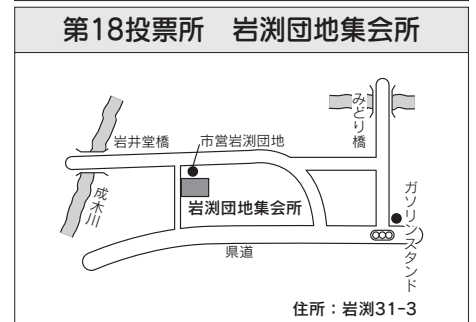 第18投票所　岩渕団地集会所
みどり橋
岩井堂橋
市営岩渕団地
成木川
岩渕団地集会所
ガソリンスタンド
県道
住所：岩渕31-3